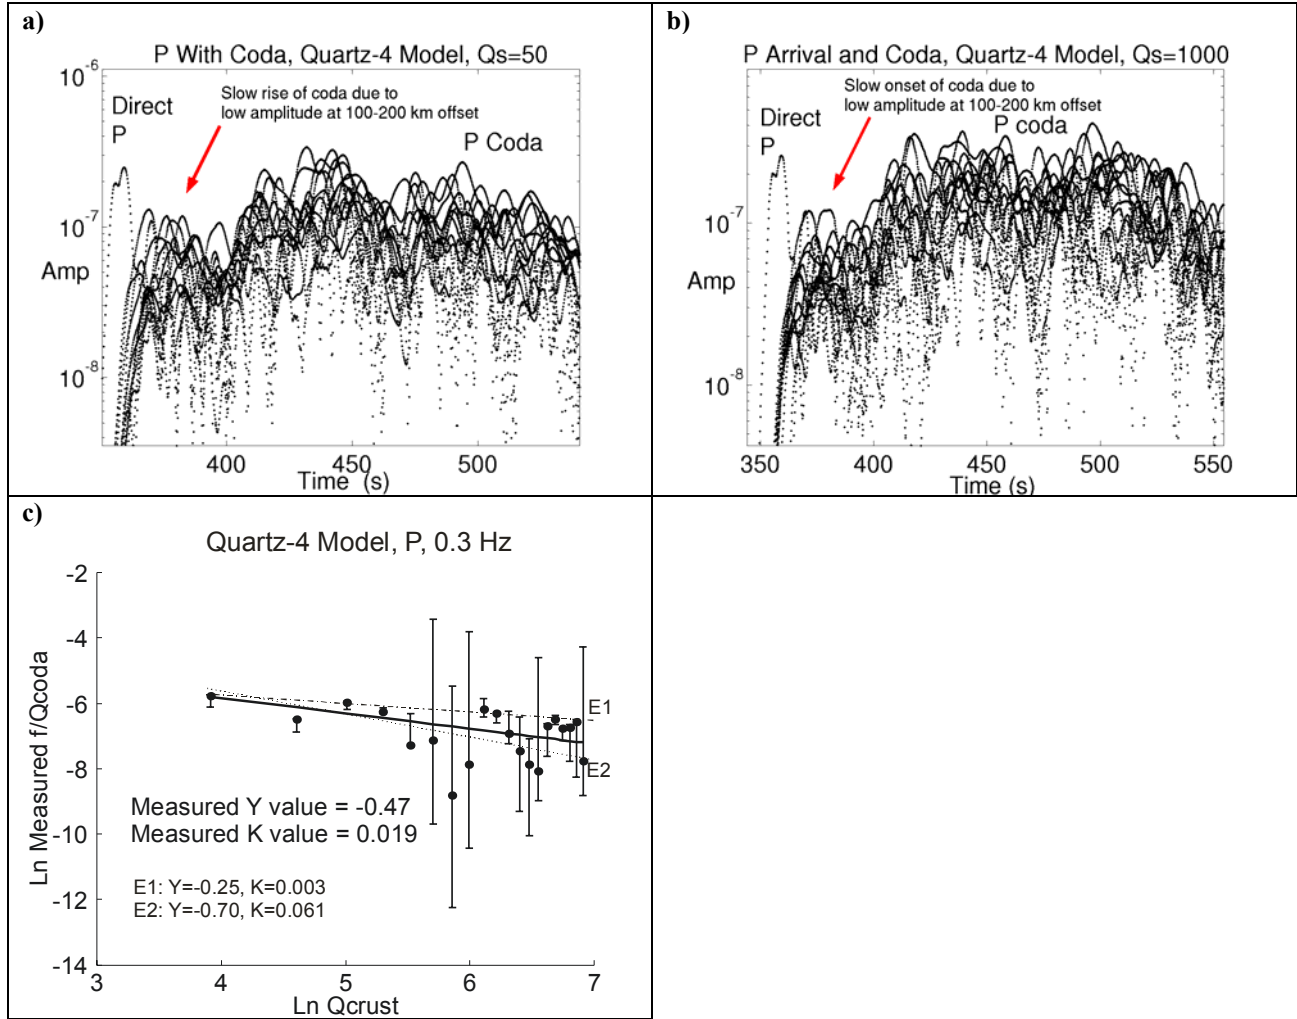 a)
P With Coda, Quartz-4 Model, Qs=50
10-6
Direct
P
Slow rise of coda due to
low amplitude at 100-200 km offset
P Coda
10-7
Amp
10-8
400
450
500
Time (s)
b)
P Arrival and Coda, Quartz-4 Model, Qs=1000
Direct
P
Slow onset of coda due to
low amplitude at 100-200 km offset
P coda
10-7
Amp
10-8
350
400
450
500
550
Time (s)
c)
Quartz-4 Model, P, 0.3 Hz
Ln Measured f/Qcoda
-2
-4
-6
-8
-10
-12
-14
E1
E2
Measured Y value = -0.47
Measured K value = 0.019
E1: Y=-0.25, K=0.003
E2: Y=-0.70, K=0.061
3
4
5
6
7
Ln Qcrust